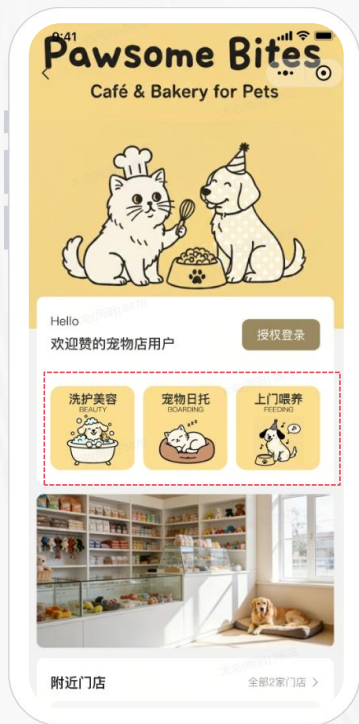 9:41
Pawsome Bites
Café & Bakery for Pets
Hello
欢迎赞的宠物店用户
授权登录
洗护美容
BEAUTY
宠物日托
BOARDING
上门喂养
FEEDING
附近门店
全部2家门店